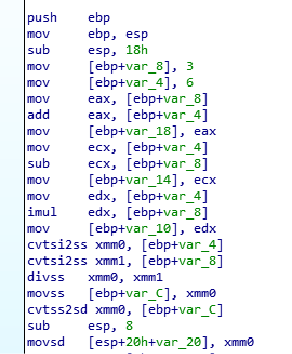 push ebp
mov ebp, esp
sub esp, 18h
mov [ebp+var_8], 3
mov [ebp+var_4], 6
mov eax, [ebp+var_8]
add eax, [ebp+var_4]
mov [ebp+var_18], eax
mov ecx, [ebp+var_4]
sub ecx, [ebp+var_8]
mov [ebp+var_14], ecx
mov edx, [ebp+var_4]
imul edx, [ebp+var_8]
mov [ebp+var_10], edx
cvtsi2ss xmm0, [ebp+var_4]
cvtsi2ss xmm1, [ebp+var_8]
divss xmm0, xmm1
movss [ebp+var_C], xmm0
cvtss2sd xmm0, [ebp+var_C]
sub esp, 8
movsd [esp+20h+var_20], xmm0